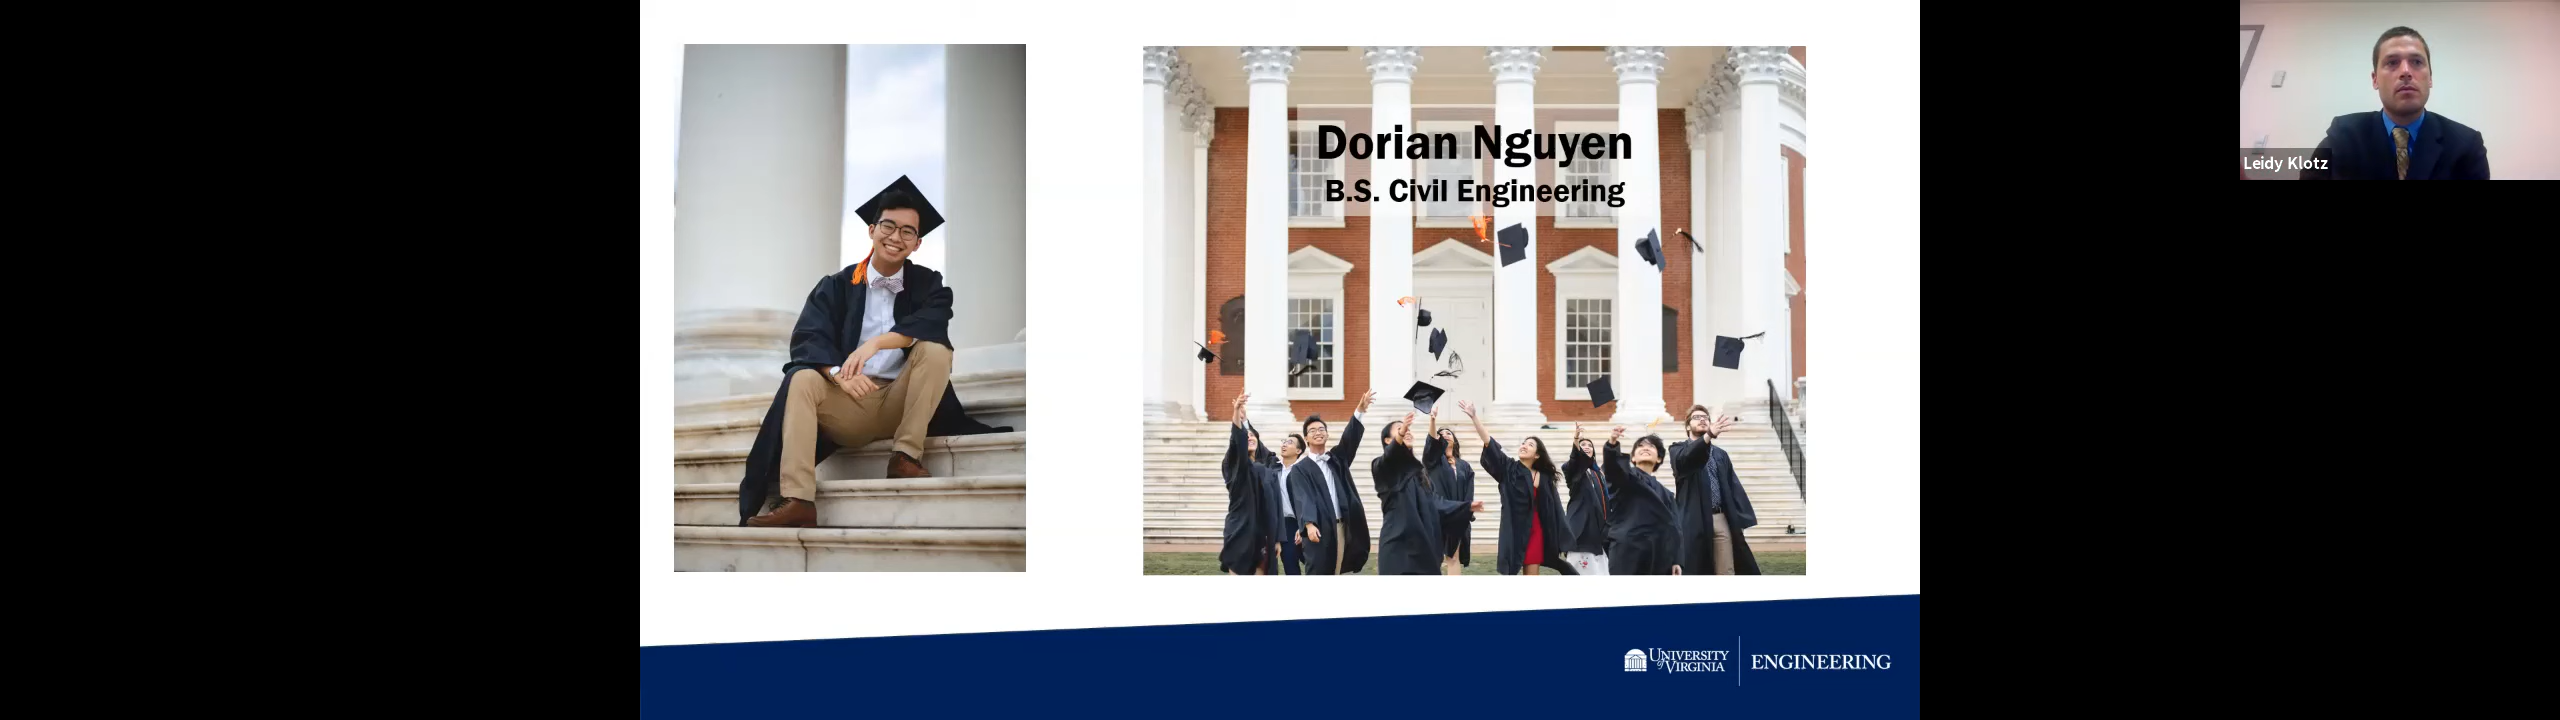 Dorian Nguyen
B.S. Civil Engineering
Leidy Klotz
UNIVERSITY of VIRGINIA
ENGINEERING